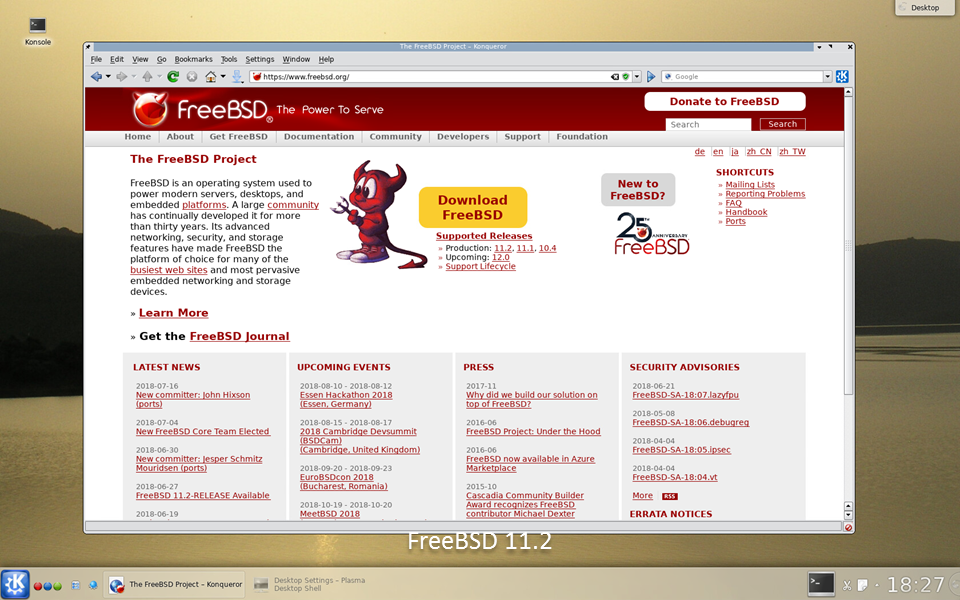 Desktop
Konsole
The FreeBSD Project – Konqueror
File Edit View Go Bookmarks Tools Settings Window Help
https://www.freebsd.org/
Google
FreeBSD® The Power To Serve
Donate to FreeBSD
Search Search
Home About Get FreeBSD Documentation Community Developers Support Foundation
de en ja zh_CN zh_TW
The FreeBSD Project
FreeBSD is an operating system used to
power modern servers, desktops, and
embedded platforms. A large community
has continually developed it for more
than thirty years. Its advanced
networking, security, and storage
features have made FreeBSD the
platform of choice for many of the
busiest web sites and most pervasive
embedded networking and storage
devices.
» Learn More
» Get the FreeBSD Journal
Download
FreeBSD
Supported Releases
» Production: 11.2, 11.1, 10.4
» Upcoming: 12.0
» Support Lifecycle
New to
FreeBSD?
25th
ANNIVERSARY
FreeBSD
SHORTCUTS
» Mailing Lists
» Reporting Problems
» FAQ
» Handbook
» Ports
LATEST NEWS
2018-07-16
New committer: John Hixson
(ports)
2018-07-04
New FreeBSD Core Team Elected
2018-06-30
New committer: Jesper Schmitz
Mouridsen (ports)
2018-06-27
FreeBSD 11.2-RELEASE Available
2018-06-19
UPCOMING EVENTS
2018-08-10 - 2018-08-12
Essen Hackathon 2018
(Essen, Germany)
2018-08-15 - 2018-08-17
2018 Cambridge Devsummit
(BSDCam)
(Cambridge, United Kingdom)
2018-09-20 - 2018-09-23
EuroBSDcon 2018
(Bucharest, Romania)
2018-10-19 - 2018-10-20
MeetBSD 2018
PRESS
2017-11
Why did we build our solution on
top of FreeBSD?
2016-06
FreeBSD Project: Under the Hood
2016-06
FreeBSD now available in Azure
Marketplace
2015-10
Cascadia Community Builder
Award recognizes FreeBSD
contributor Michael Dexter
SECURITY ADVISORIES
2018-06-21
FreeBSD-SA-18:07.lazyfpu
2018-05-08
FreeBSD-SA-18:06.debugreg
2018-04-04
FreeBSD-SA-18:05.ipsec
2018-04-04
FreeBSD-SA-18:04.vt
More RSS
ERRATA NOTICES
FreeBSD 11.2
The FreeBSD Project – Konqueror
Desktop Settings – Plasma
Desktop Shell
18:27